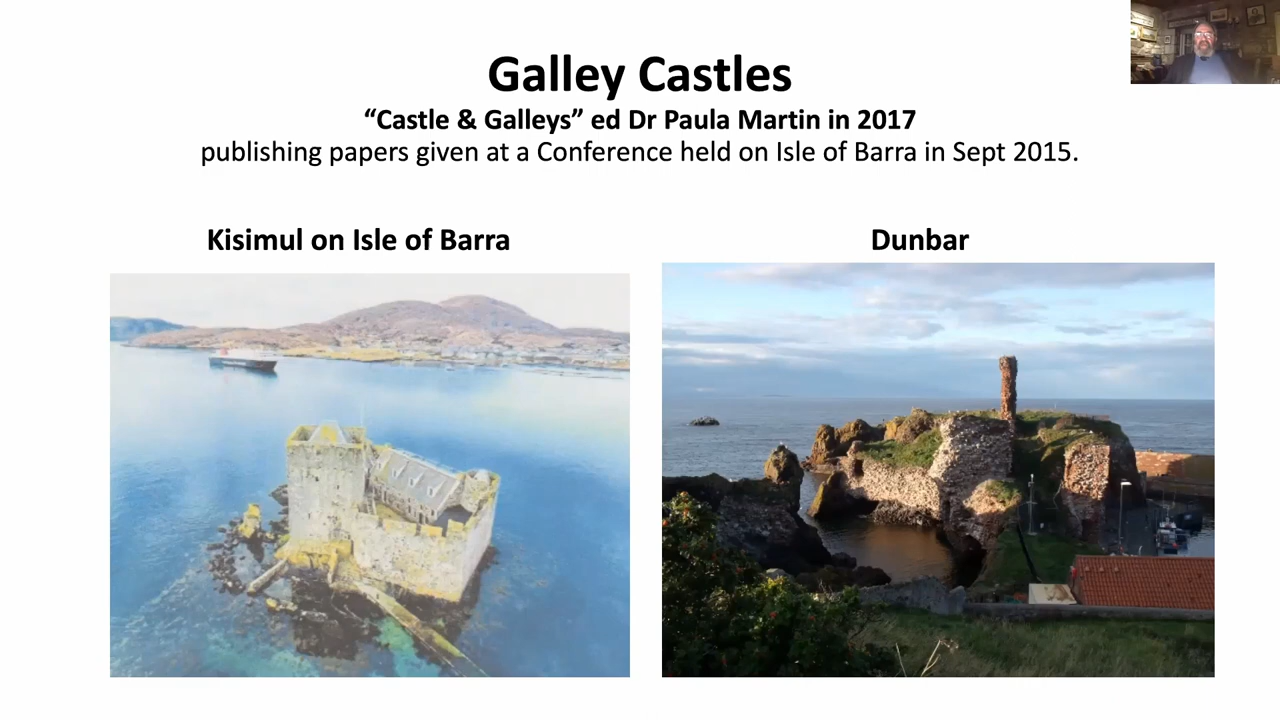 Galley Castles
“Castle & Galleys” ed Dr Paula Martin in 2017
publishing papers given at a Conference held on Isle of Barra in Sept 2015.
Kisimul on Isle of Barra
Dunbar